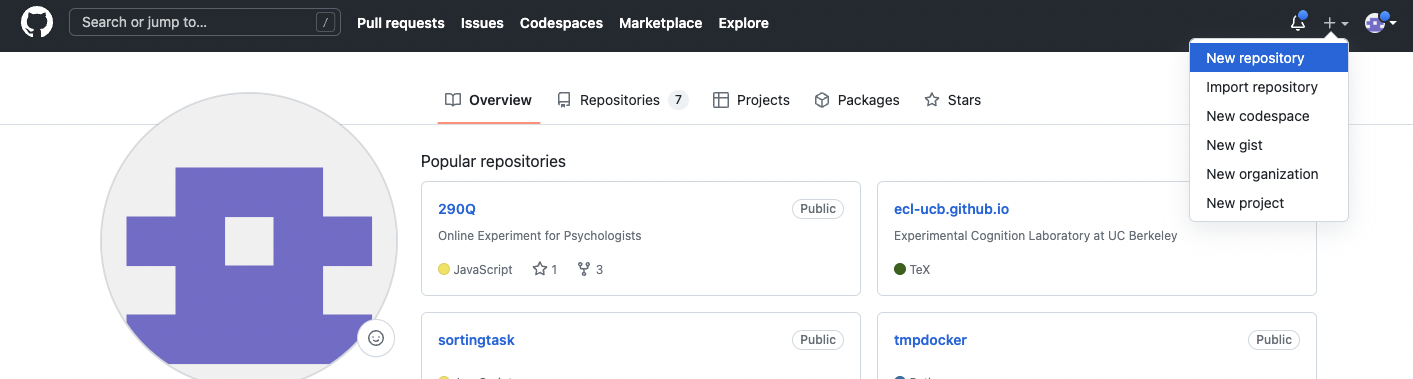 Search or jump to... /
Pull requests Issues Codespaces Marketplace Explore
New repository
Import repository
New codespace
New gist
New organization
New project
Overview Repositories 7 Projects Packages Stars
Popular repositories
290Q Public
Online Experiment for Psychologists
JavaScript 1 3
ecl-ucb.github.io
Experimental Cognition Laboratory at UC Berkeley
TeX
sortingtask Public
tmpdocker Public